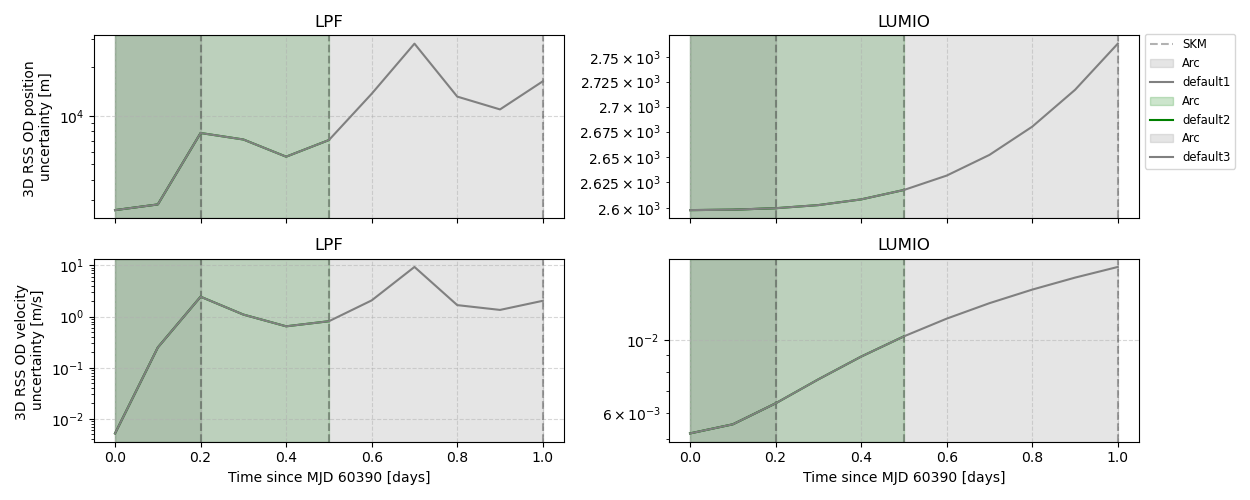 LPF
3D RSS OD position
uncertainty [m]
10⁴
LUMIO
2.75 × 10³
2.725 × 10³
2.7 × 10³
2.675 × 10³
2.65 × 10³
2.625 × 10³
2.6 × 10³
SKM
Arc
default1
Arc
default2
Arc
default3
LPF
3D RSS OD velocity
uncertainty [m/s]
10¹
10⁰
10⁻¹
10⁻²
0.0 0.2 0.4 0.6 0.8 1.0
Time since MJD 60390 [days]
LUMIO
10⁻²
6 × 10⁻³
0.0 0.2 0.4 0.6 0.8 1.0
Time since MJD 60390 [days]